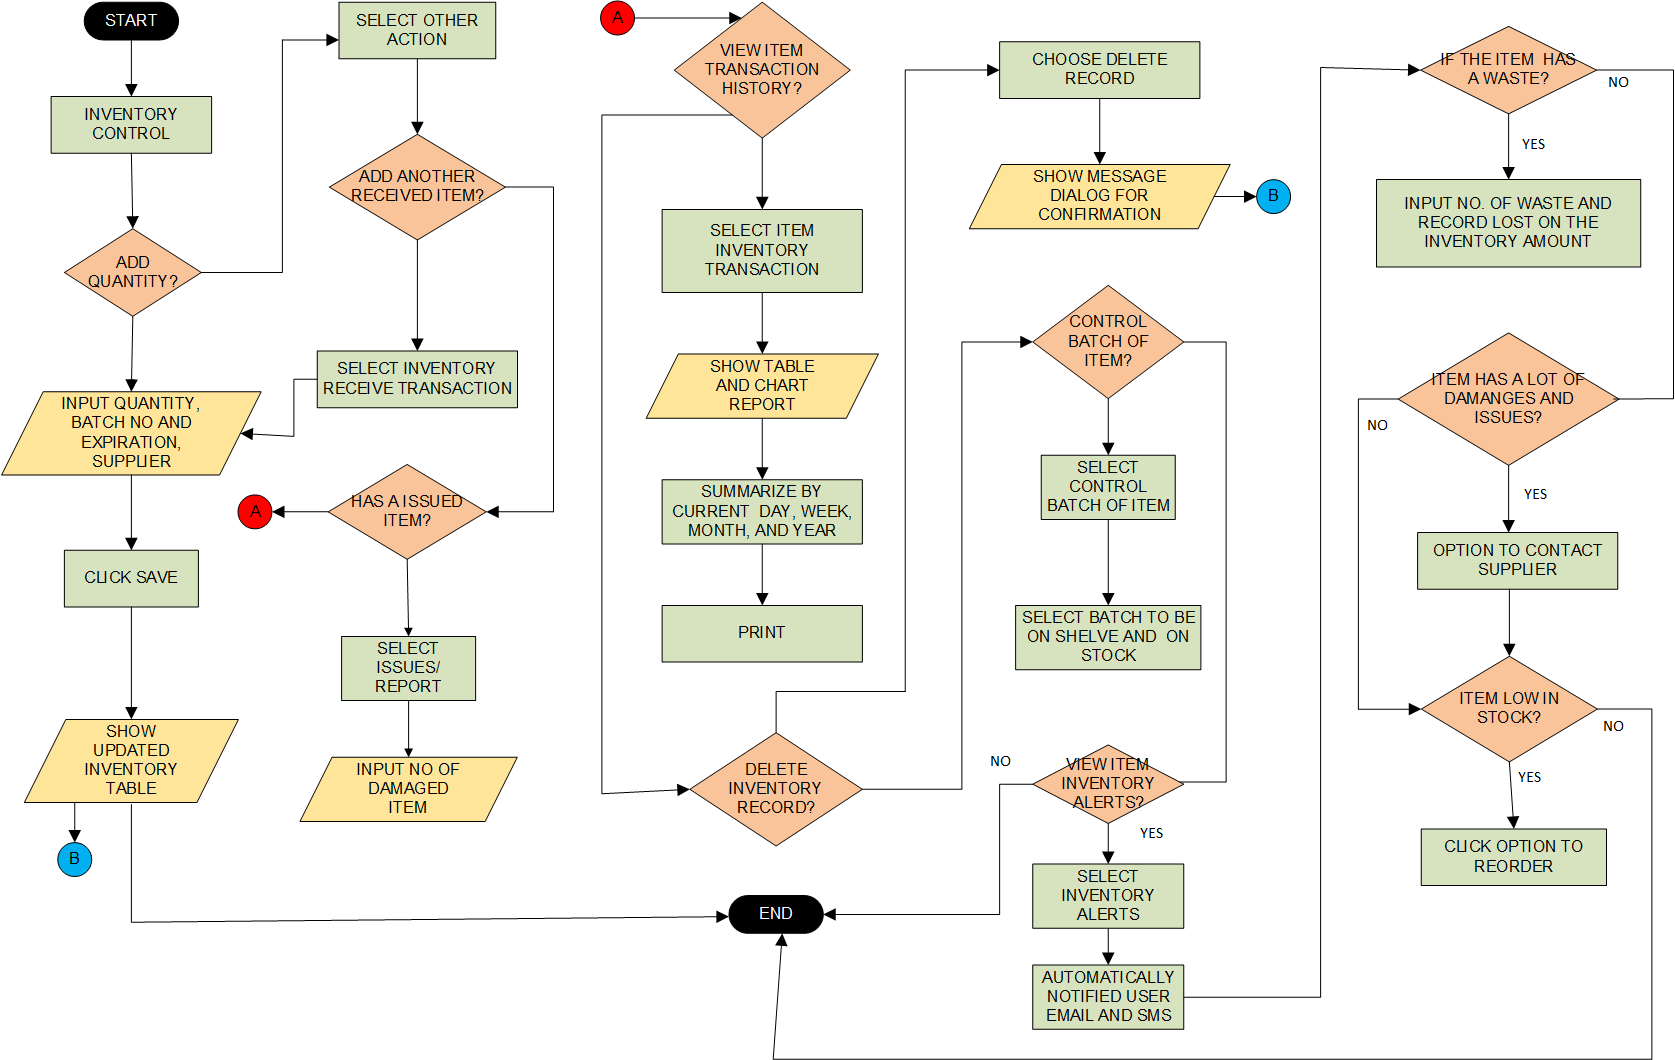 START
INVENTORY
CONTROL
ADD
QUANTITY?
INPUT QUANTITY,
BATCH NO AND
EXPIRATION,
SUPPLIER
CLICK SAVE
SHOW
UPDATED
INVENTORY
TABLE
B
SELECT OTHER
ACTION
ADD ANOTHER
RECEIVED ITEM?
SELECT INVENTORY
RECEIVE TRANSACTION
HAS A ISSUED
ITEM?
A
SELECT
ISSUES/
REPORT
INPUT NO OF
DAMAGED
ITEM
A
VIEW ITEM
TRANSACTION
HISTORY?
SELECT ITEM
INVENTORY
TRANSACTION
SHOW TABLE
AND CHART
REPORT
SUMMARIZE BY
CURRENT  DAY, WEEK,
MONTH, AND YEAR
PRINT
DELETE
INVENTORY
RECORD?
END
CHOOSE DELETE
RECORD
SHOW MESSAGE
DIALOG FOR
CONFIRMATION
B
CONTROL
BATCH OF
ITEM?
SELECT
CONTROL
BATCH OF ITEM
SELECT BATCH TO BE
ON SHELVE AND  ON
STOCK
NO
VIEW ITEM
INVENTORY
ALERTS?
YES
SELECT
INVENTORY
ALERTS
AUTOMATICALLY
NOTIFIED USER
EMAIL AND SMS
IF THE ITEM  HAS
A WASTE?
NO
YES
INPUT NO. OF WASTE AND
RECORD LOST ON THE
INVENTORY AMOUNT
ITEM HAS A LOT OF
DAMANGES AND
ISSUES?
NO
YES
OPTION TO CONTACT
SUPPLIER
ITEM LOW IN
STOCK?
NO
YES
CLICK OPTION TO
REORDER